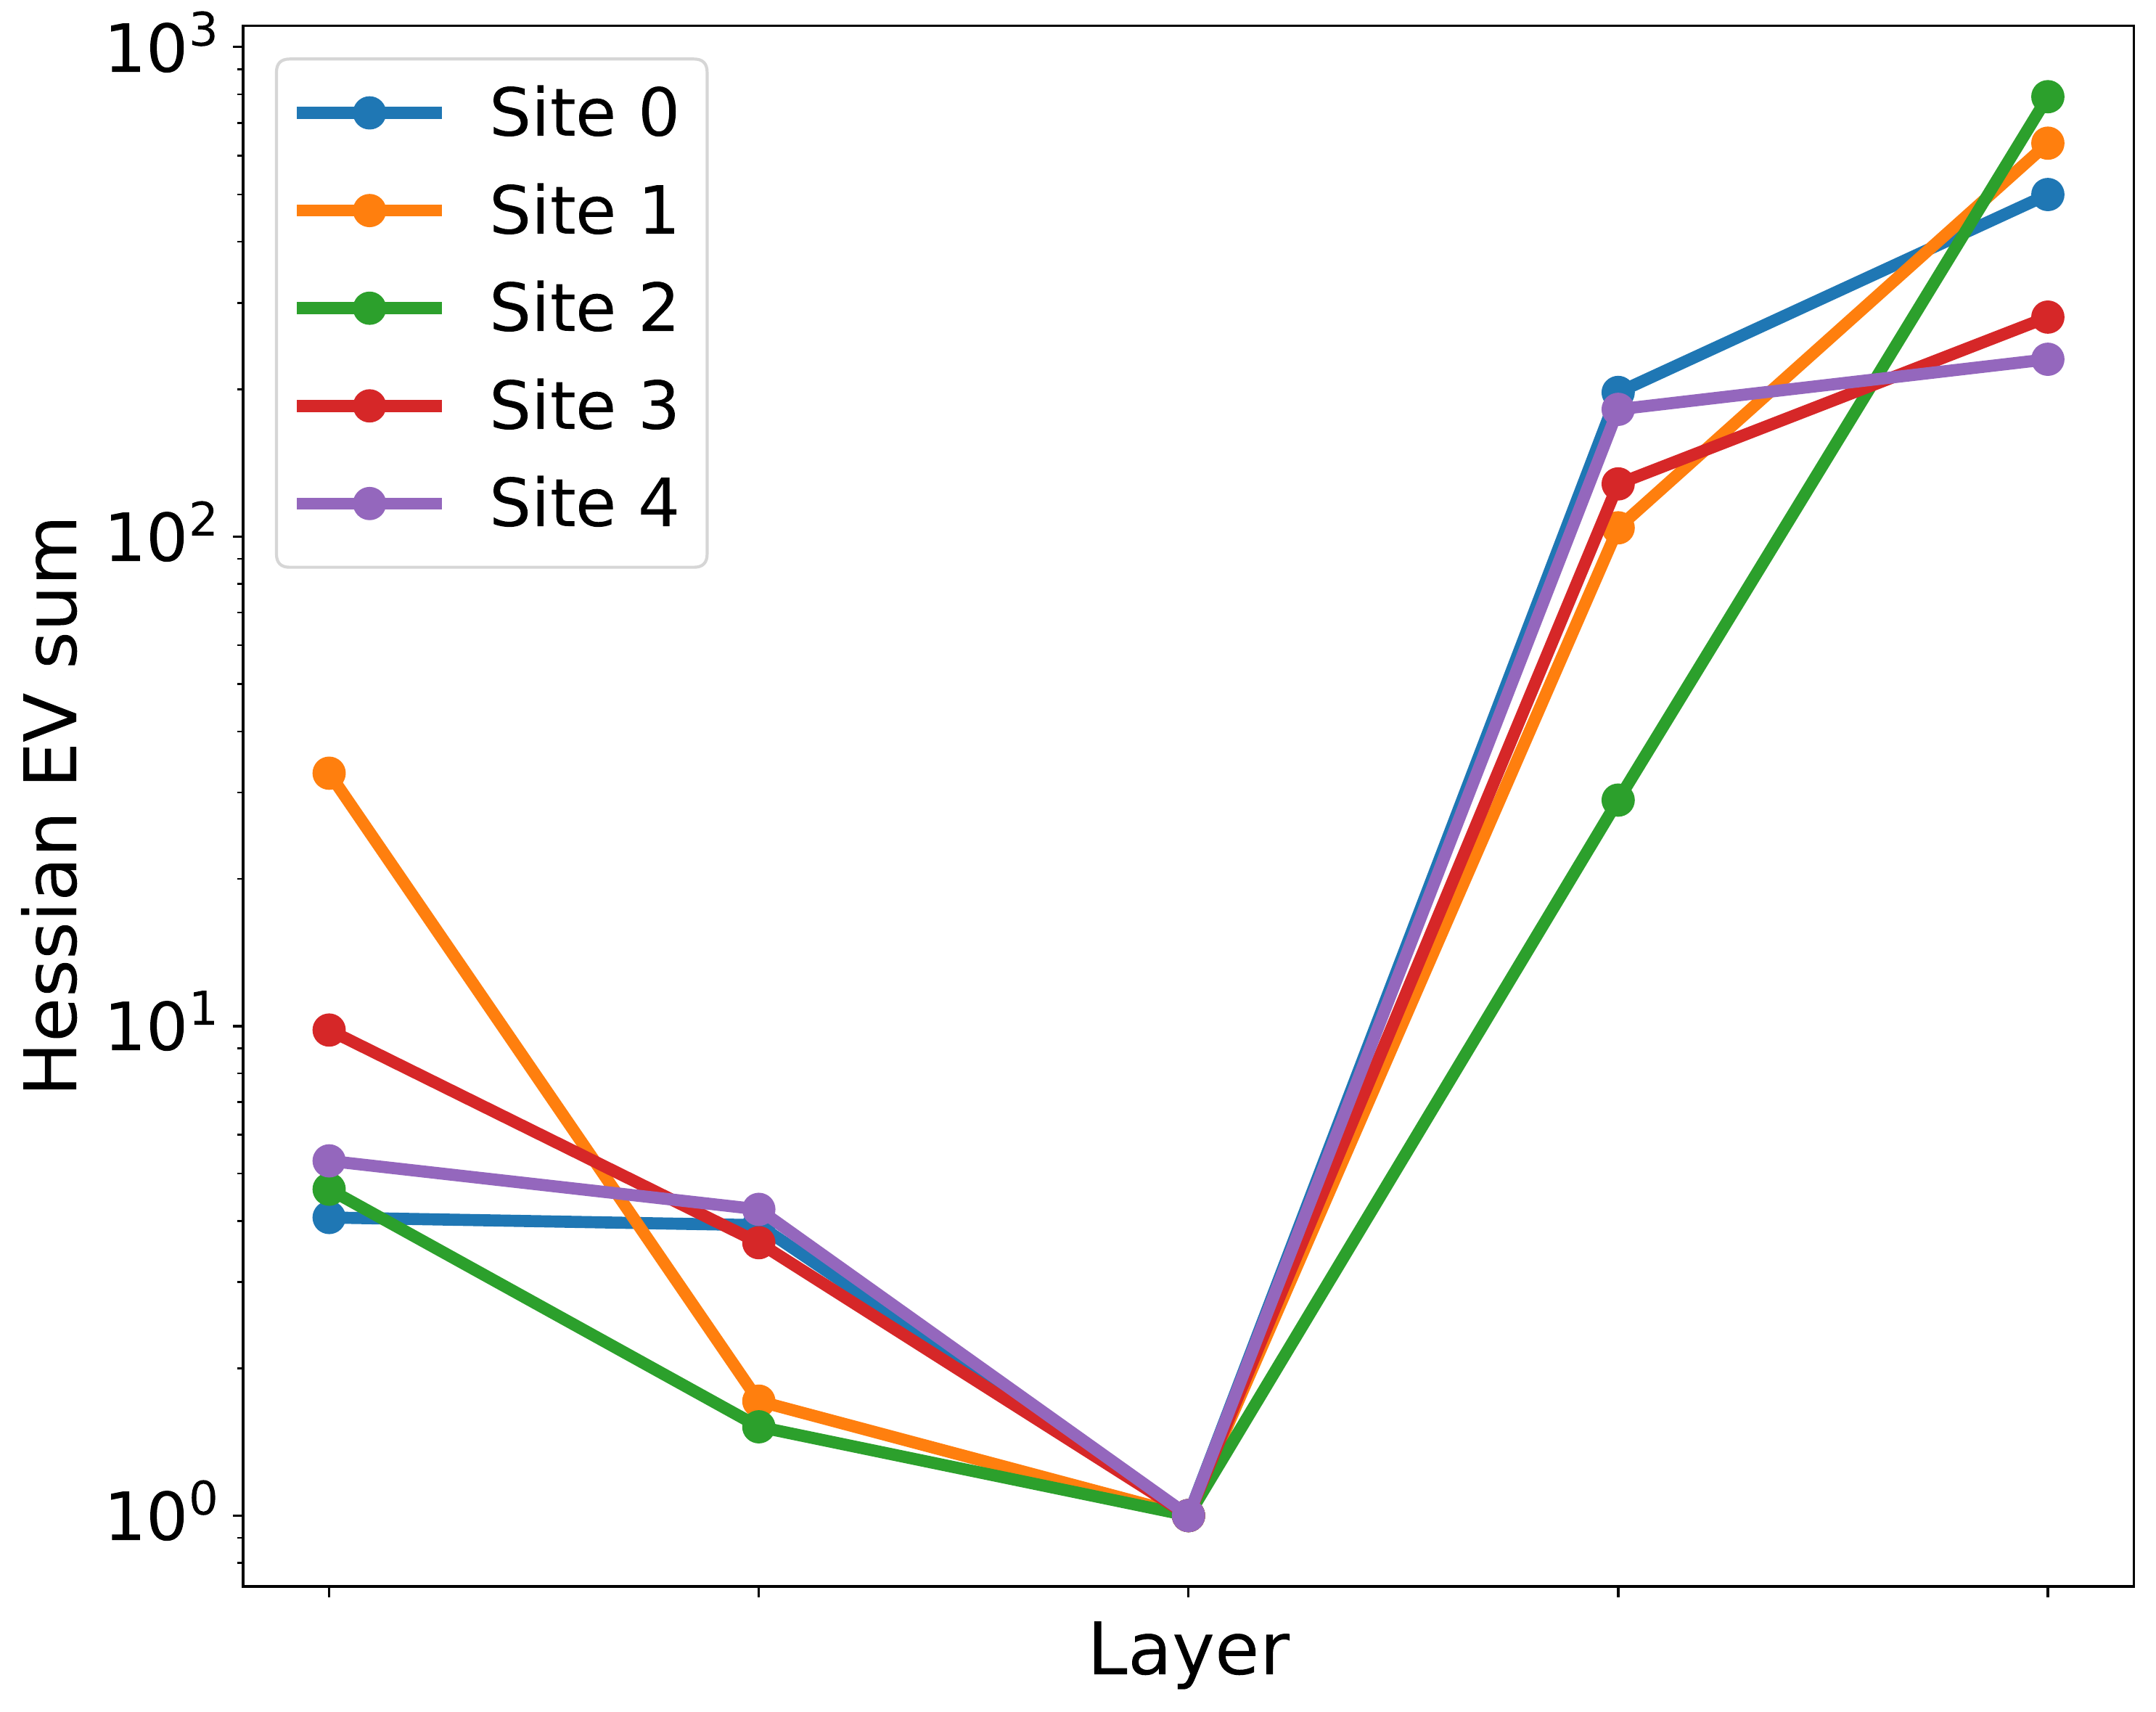 10³
Site 0
Site 1
Site 2
Site 3
Site 4
10²
10¹
10⁰
Hessian EV sum
Layer